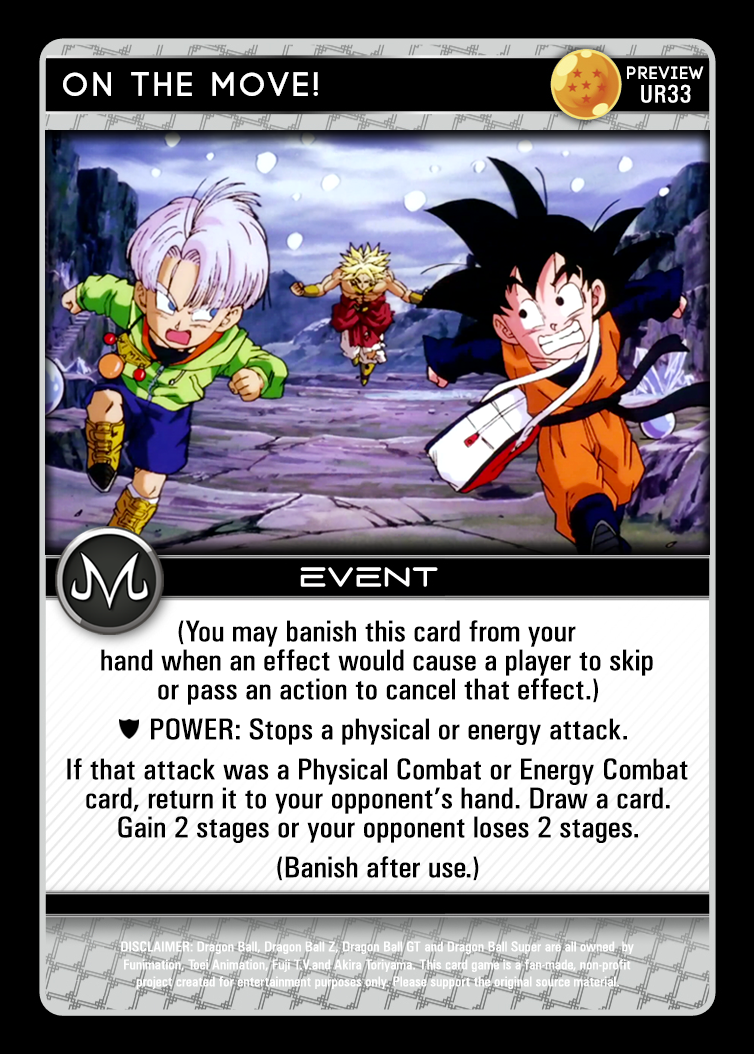 ON THE MOVE!
PREVIEW
UR33
EVENT
(You may banish this card from your
hand when an effect would cause a player to skip
or pass an action to cancel that effect.)
POWER: Stops a physical or energy attack.
If that attack was a Physical Combat or Energy Combat
card, return it to your opponent's hand. Draw a card.
Gain 2 stages or your opponent loses 2 stages.
(Banish after use.)
DISCLAIMER: Dragon Ball, Dragon Ball Z, Dragon Ball GT and Dragon Ball Super are all owned by
Funimation, Toei Animation, Fuji T.V.and Akira Toriyama. This card game is a fan-made, non-profit
project created for entertainment purposes only. Please support the original source material.